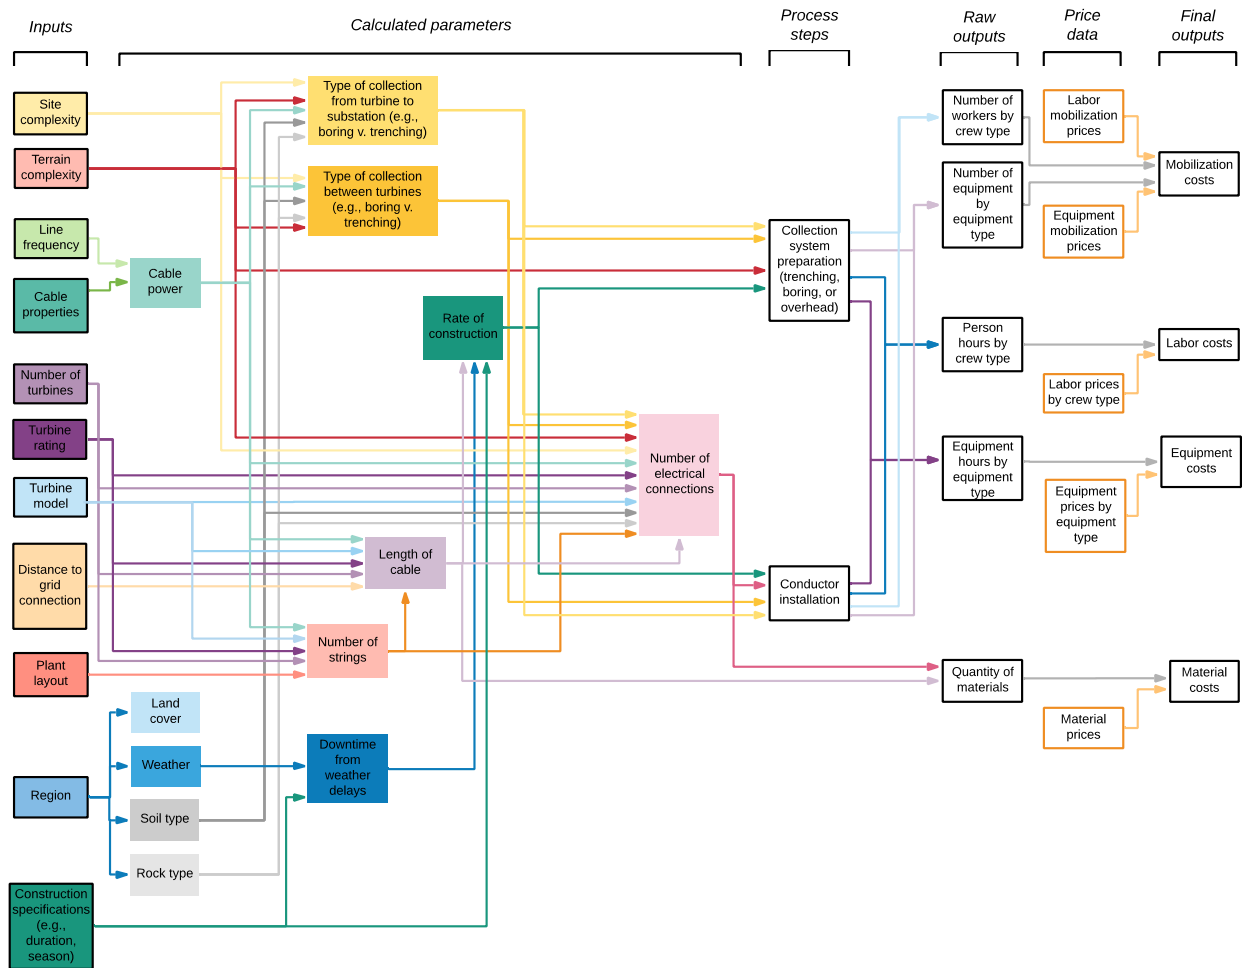 Inputs
Calculated parameters
Process
steps
Raw
outputs
Price
data
Final
outputs
Site
complexity
Terrain
complexity
Line
frequency
Cable
properties
Number of
turbines
Turbine
rating
Turbine
model
Distance to
grid
connection
Plant
layout
Region
Construction
specifications
(e.g.,
duration,
season)
Cable
power
Land
cover
Weather
Soil type
Rock type
Type of collection
from turbine to
substation (e.g.,
boring v. trenching)
Type of collection
between turbines
(e.g., boring v.
trenching)
Rate of
construction
Length of
cable
Number of
strings
Downtime
from
weather
delays
Number of
electrical
connections
Collection
system
preparation
(trenching,
boring, or
overhead)
Conductor
installation
Number of
workers by
crew type
Number of
equipment
by
equipment
type
Person
hours by
crew type
Equipment
hours by
equipment
type
Quantity of
materials
Labor
mobilization
prices
Equipment
mobilization
prices
Labor prices
by crew type
Equipment
prices by
equipment
type
Material
prices
Mobilization
costs
Labor costs
Equipment
costs
Material
costs